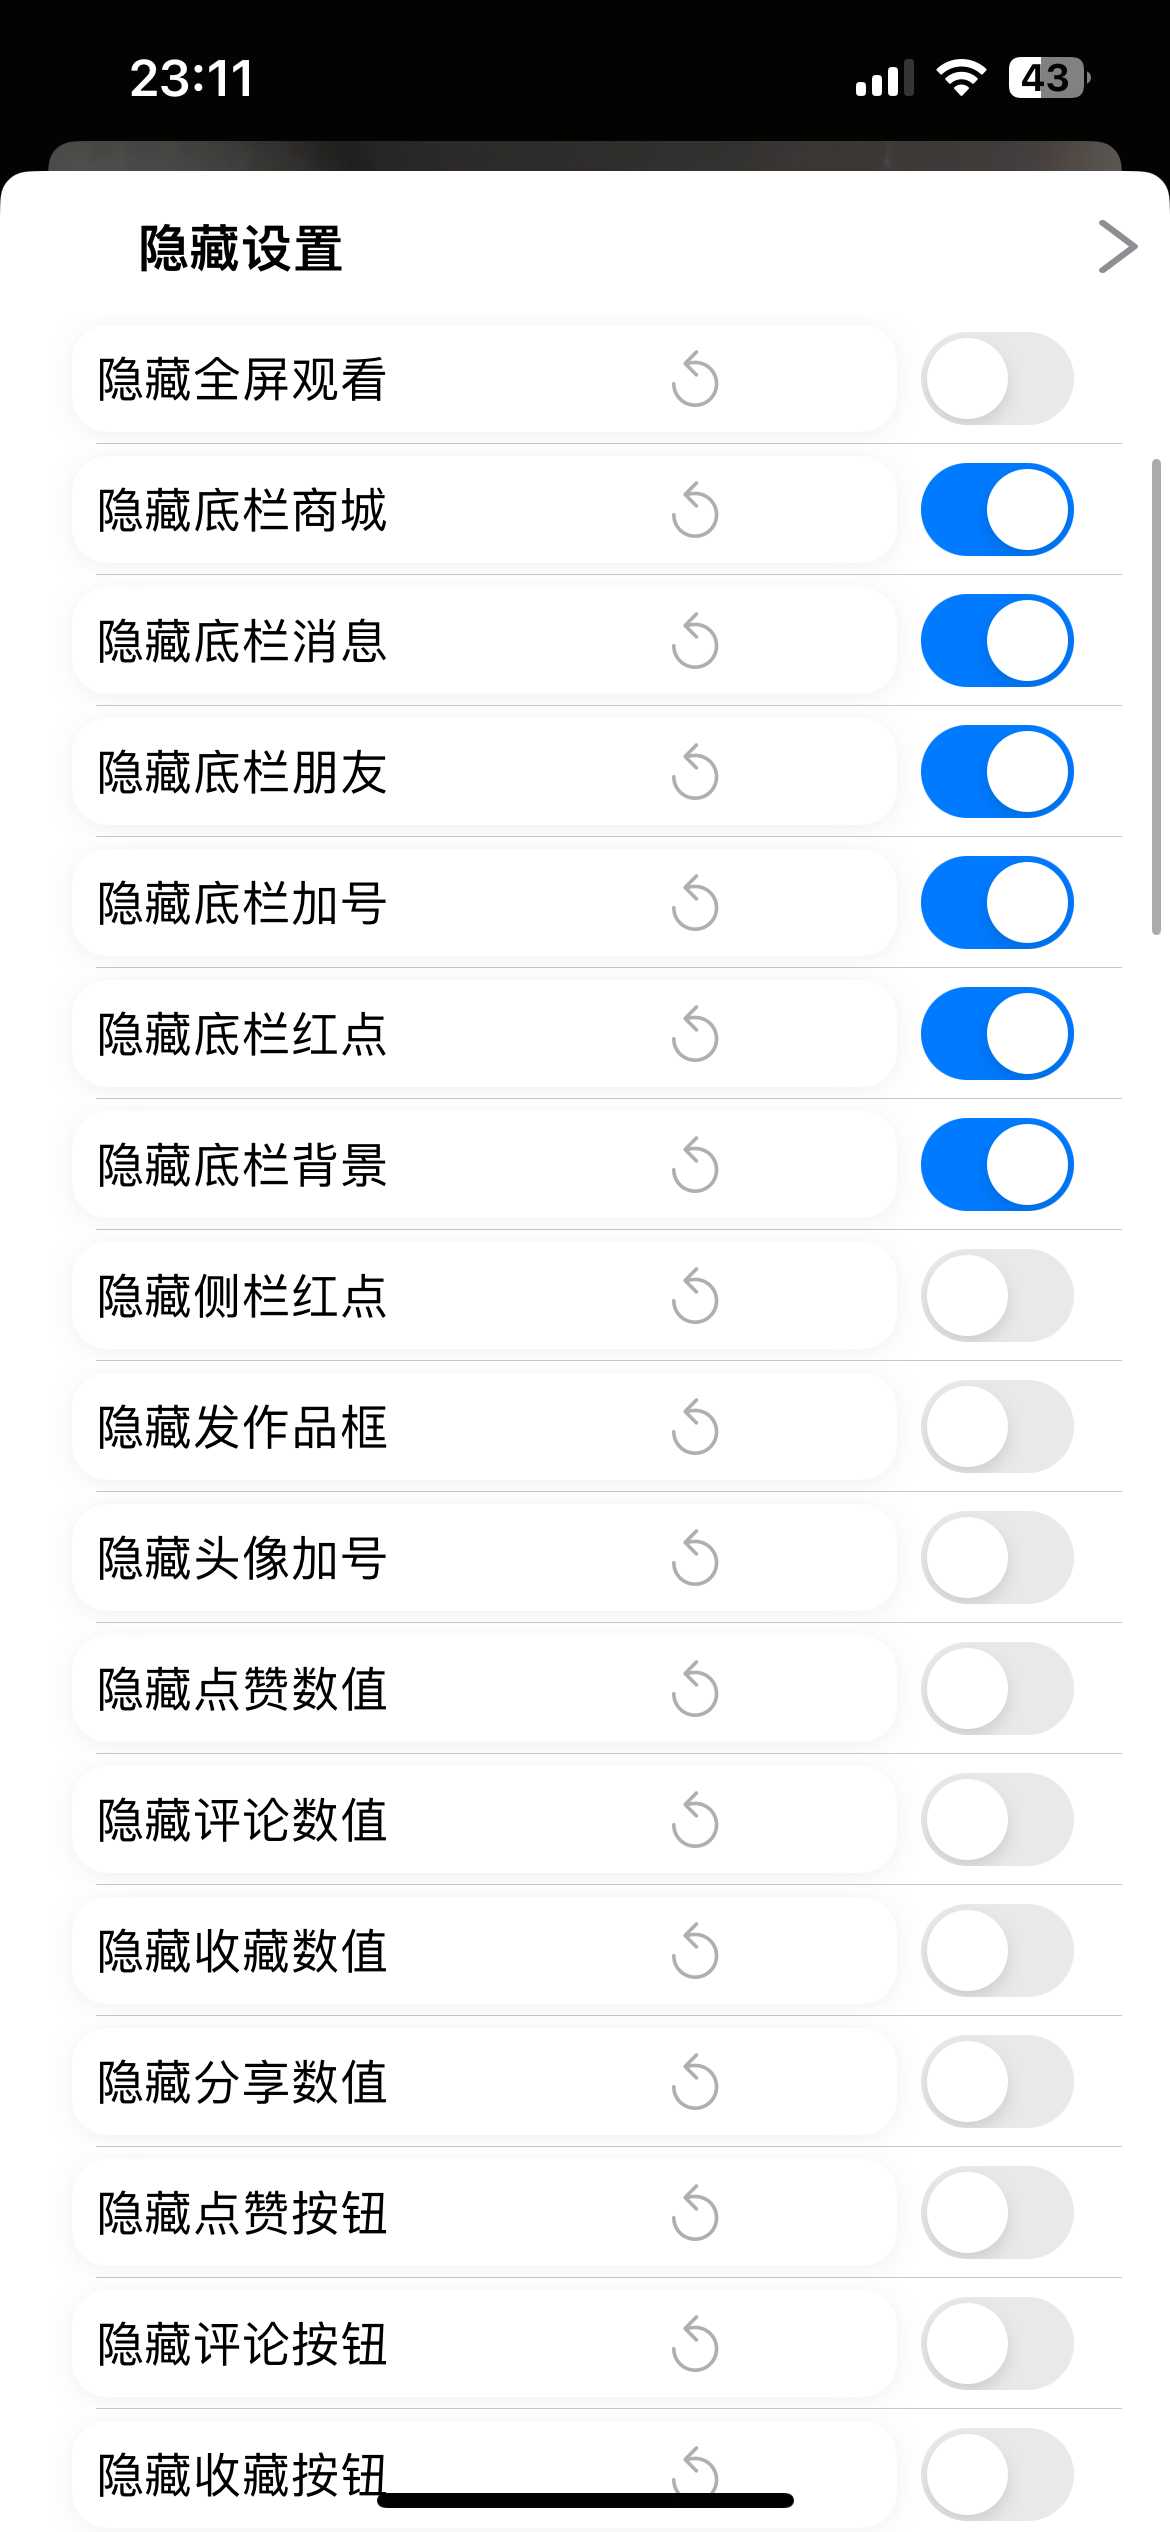 23:11
43
隐藏设置
隐藏全屏观看
隐藏底栏商城
隐藏底栏消息
隐藏底栏朋友
隐藏底栏加号
隐藏底栏红点
隐藏底栏背景
隐藏侧栏红点
隐藏发作品框
隐藏头像加号
隐藏点赞数值
隐藏评论数值
隐藏收藏数值
隐藏分享数值
隐藏点赞按钮
隐藏评论按钮
隐藏收藏按钮